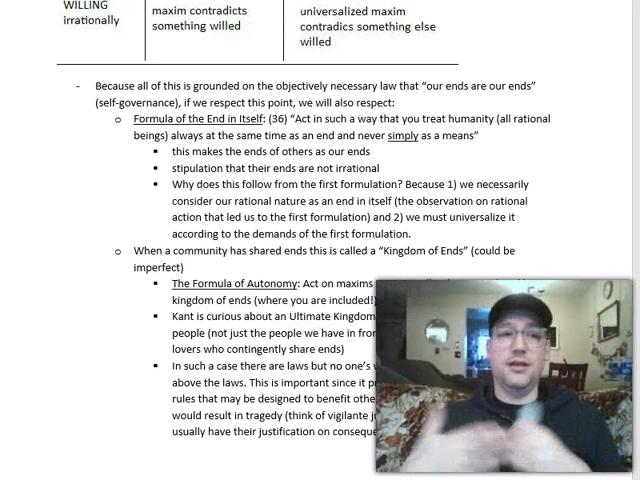 WILLING
irrationally
maxim contradicts
something willed
universalized maxim
contradics something else
willed
- Because all of this is grounded on the objectively necessary law that “our ends are our ends”
(self-governance), if we respect this point, we will also respect:
o Formula of the End in Itself: (36) “Act in such a way that you treat humanity (all rational
beings) always at the same time as an end and never simply as a means”
▪ this makes the ends of others as our ends
▪ stipulation that their ends are not irrational
▪ Why does this follow from the first formulation? Because 1) we necessarily
consider our rational nature as an end in itself (the observation on rational
action that led us to the first formulation) and 2) we must universalize it
according to the demands of the first formulation.
o When a community has shared ends this is called a “Kingdom of Ends” (could be
imperfect)
▪ The Formula of Autonomy: Act on maxims
kingdom of ends (where you are included!)
▪ Kant is curious about an Ultimate Kingdom
people (not just the people we have in
lovers who contingently share ends)
▪ In such a case there are laws but no one’s
above the laws. This is important since it
rules that may be designed to benefit
would result in tragedy (think of vigilante
usually have their justification on